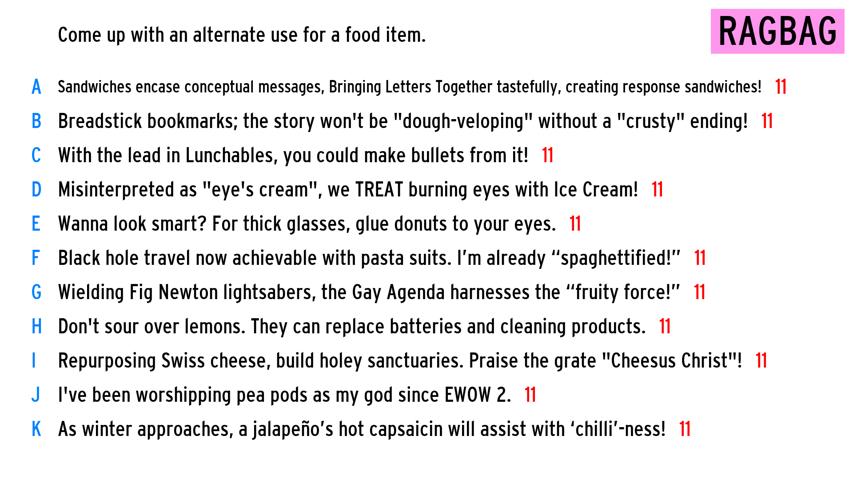 Come up with an alternate use for a food item.
RAGBAG
A Sandwiches encase conceptual messages, Bringing Letters Together tastefully, creating response sandwiches! 11
B Breadstick bookmarks; the story won't be "dough-veloping" without a "crusty" ending! 11
C With the lead in Lunchables, you could make bullets from it! 11
D Misinterpreted as "eye's cream", we TREAT burning eyes with Ice Cream! 11
E Wanna look smart? For thick glasses, glue donuts to your eyes. 11
F Black hole travel now achievable with pasta suits. I’m already “spaghettified!” 11
G Wielding Fig Newton lightsabers, the Gay Agenda harnesses the “fruity force!” 11
H Don't sour over lemons. They can replace batteries and cleaning products. 11
I Repurposing Swiss cheese, build holey sanctuaries. Praise the grate "Cheesus Christ"! 11
J I've been worshipping pea pods as my god since EWOW 2. 11
K As winter approaches, a jalapeño’s hot capsaicin will assist with ‘chilli’-ness! 11